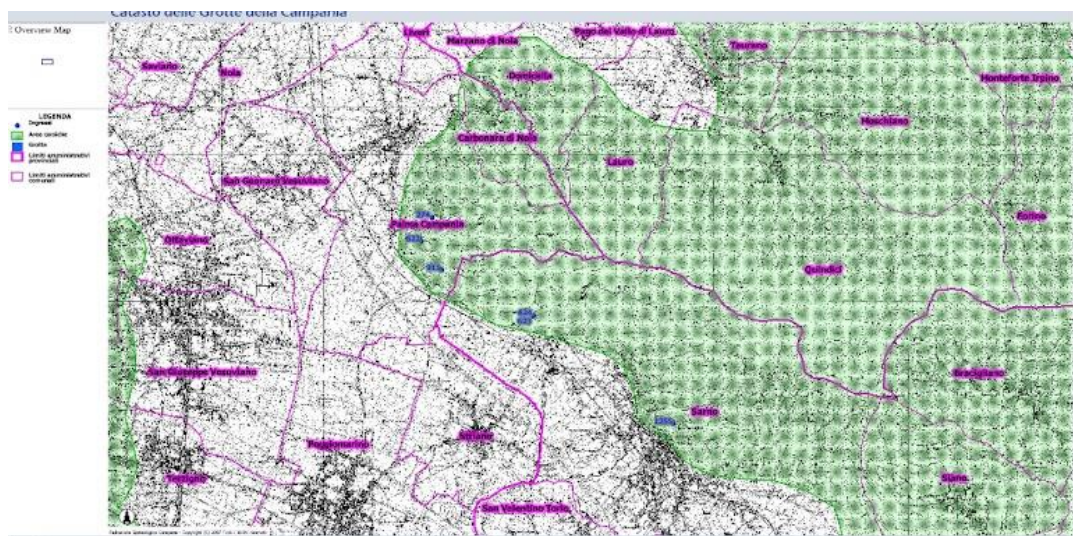 Catasto delle Grotte della Campania
Overview Map
LEGENDA
Ingressi
Aree carsiche
Grotte
Limiti amministrativi
provinciali
Limiti amministrativi
comunali
Liveri
Marzano di Nola
Pago del Vallo di Lauro
Taurano
Saviano
Nola
Domicella
Monteforte Irpino
Moschiano
Carbonara di Nola
Lauro
San Gennaro Vesuviano
Forino
Palma Campania
Ottaviano
Quindici
San Giuseppe Vesuviano
Bracigliano
Sarno
Striano
Poggiomarino
Terzigno
Siano
San Valentino Torio